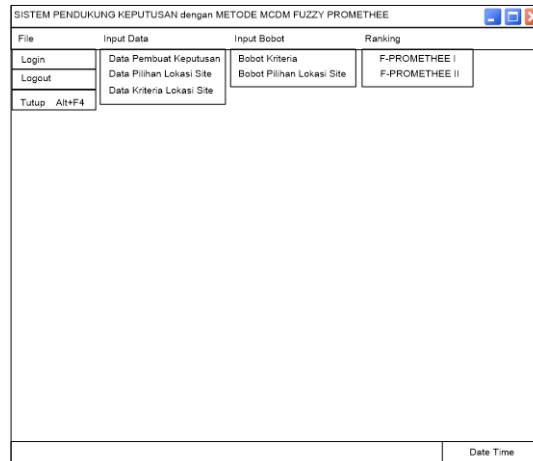 SISTEM PENDUKUNG KEPUTUSAN dengan METODE MCDM FUZZY PROMETHEE
File Input Data Input Bobot Ranking
Login
Logout
Tutup Alt+F4
Data Pembuat Keputusan
Data Pilihan Lokasi Site
Data Kriteria Lokasi Site
Bobot Kriteria
Bobot Pilihan Lokasi Site
F-PROMETHEE I
F-PROMETHEE II
Date Time